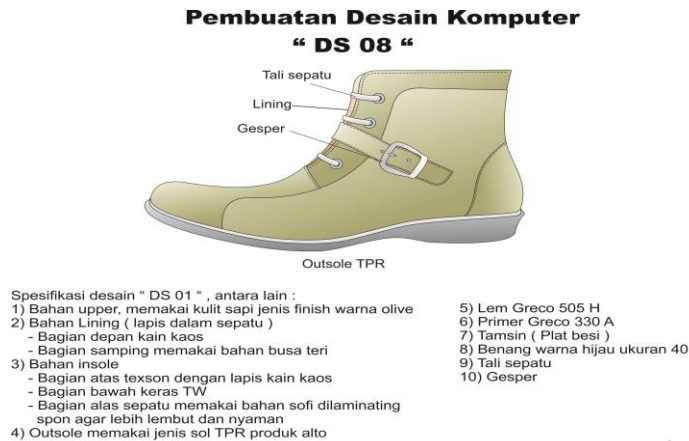 Pembuatan Desain Komputer
“ DS 08 “
Tali sepatu
Lining
Gesper
Outsole TPR
Spesifikasi desain “ DS 01 “ , antara lain :
1) Bahan upper, memakai kulit sapi jenis finish warna olive
2) Bahan Lining ( lapis dalam sepatu )
- Bagian depan kain kaos
- Bagian samping memakai bahan busa teri
3) Bahan insole
- Bagian atas texson dengan lapis kain kaos
- Bagian bawah keras TW
- Bagian alas sepatu memakai bahan sofi dilaminating
spon agar lebih lembut dan nyaman
4) Outsole memakai jenis sol TPR produk alto
5) Lem Greco 505 H
6) Primer Greco 330 A
7) Tamsin ( Plat besi )
8) Benang warna hijau ukuran 40
9) Tali sepatu
10) Gesper